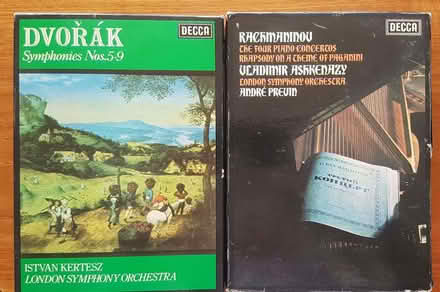 DVOŘÁK
Symphonies Nos.5-9
DECCA
ISTVAN KERTESZ
LONDON SYMPHONY ORCHESTRA
RACHMANINOV
THE FOUR PIANO CONCERTOS
RHAPSODY ON A THEME OF PAGANINI
VLADIMIR ASHKENAZY
LONDON SYMPHONY ORCHESTRA
ANDRÉ PREVIN
DECCA
КОНЦЕРТ